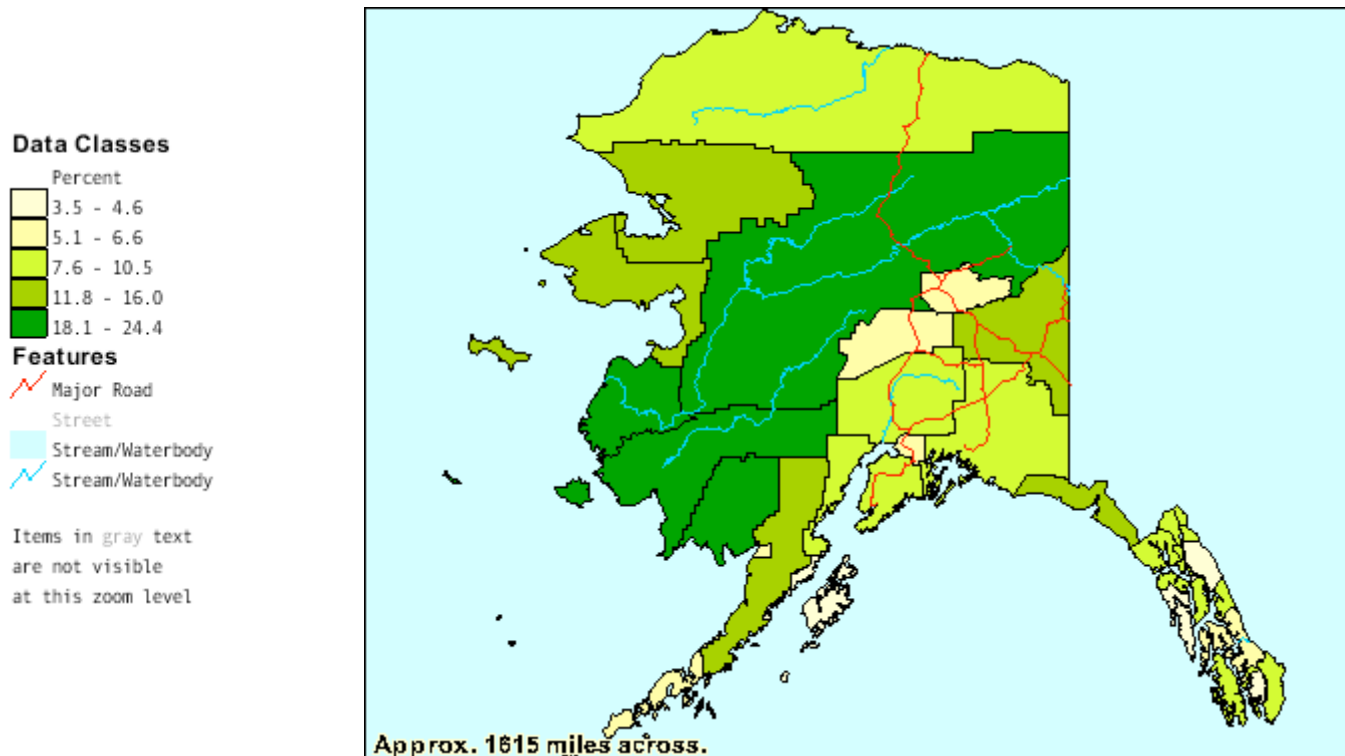 Data Classes
Percent
3.5 - 4.6
5.1 - 6.6
7.6 - 10.5
11.8 - 16.0
18.1 - 24.4
Features
Major Road
Street
Stream/Waterbody
Stream/Waterbody
Items in gray text
are not visible
at this zoom level
Approx. 1615 miles across.